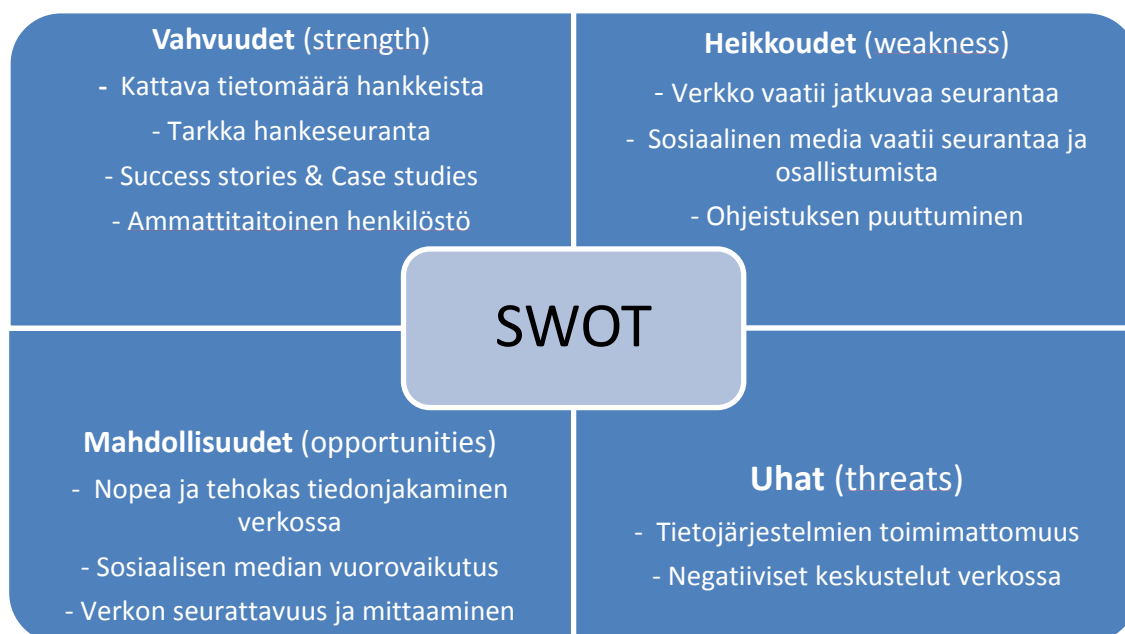 Vahvuudet (strength)
- Kattava tietomäärä hankkeista
- Tarkka hankeseuranta
- Success stories & Case studies
- Ammattitaitoinen henkilöstö
Heikkoudet (weakness)
- Verkko vaatii jatkuvaa seurantaa
- Sosiaalinen media vaatii seurantaa ja
osallistumista
- Ohjeistuksen puuttuminen
SWOT
Mahdollisuudet (opportunities)
- Nopea ja tehokas tiedonjakaminen
verkossa
- Sosiaalisen median vuorovaikutus
- Verkon seurattavuus ja mittaaminen
Uhat (threats)
- Tietojärjestelmien toimimattomuus
- Negatiiviset keskustelut verkossa